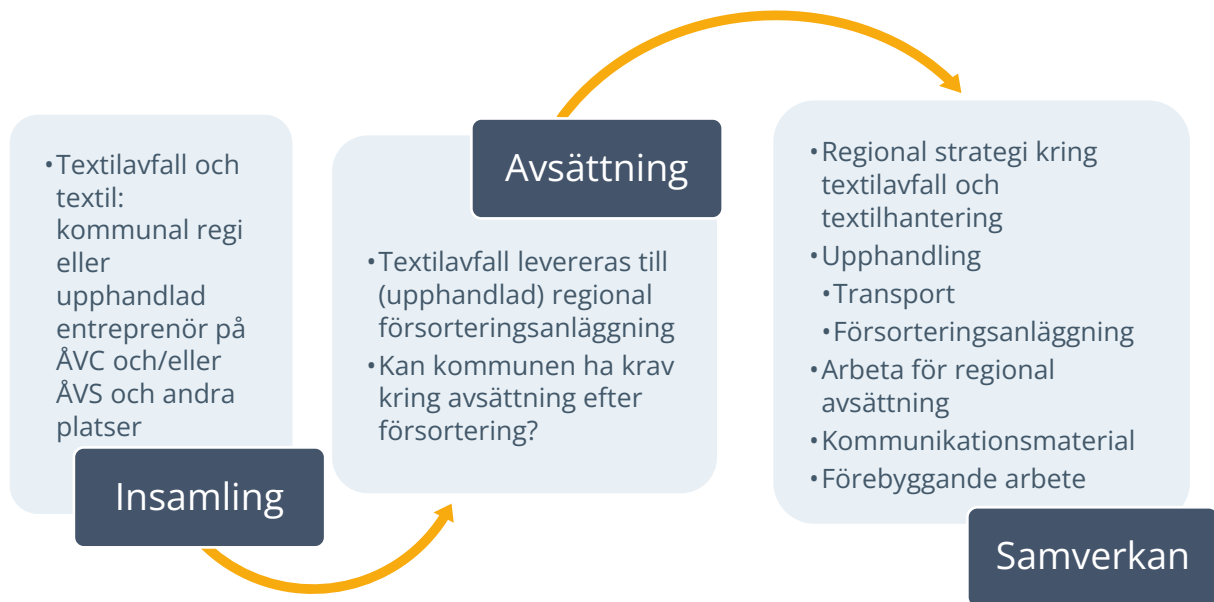 •Textilavfall och
textil:
kommunal regi
eller
upphandlad
entreprenör på
ÅVC och/eller
ÅVS och andra
platser
Insamling
Avsättning
•Textilavfall levereras till
(upphandlad) regional
försorteringsanläggning
•Kan kommunen ha krav
kring avsättning efter
försortering?
•Regional strategi kring
textilavfall och
textilhantering
•Upphandling
•Transport
•Försorteringsanläggning
•Arbeta för regional
avsättning
•Kommunikationsmaterial
•Förebyggande arbete
Samverkan